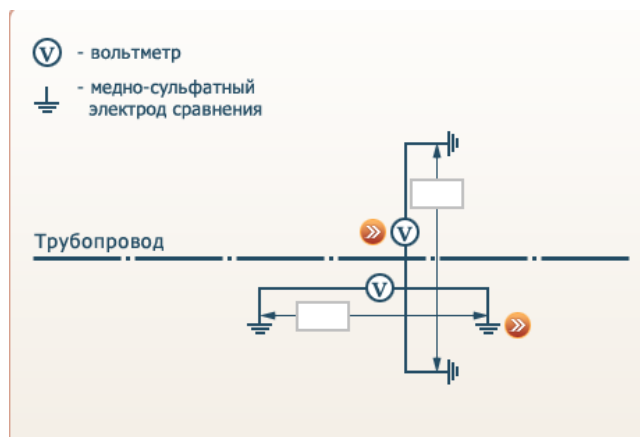 V - вольтметр
- медно-сульфатный
электрод сравнения
V
Трубопровод
V